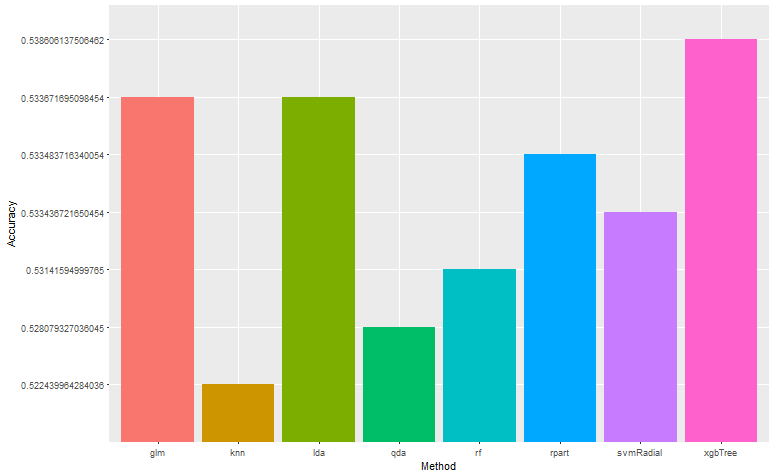 0.538606137506462
0.533671695098454
0.533483716340054
0.533436721650454
0.53141594999765
0.528079327036045
0.522439964284036
Accuracy
glm knn lda qda rf rpart svmRadial xgbTree
Method